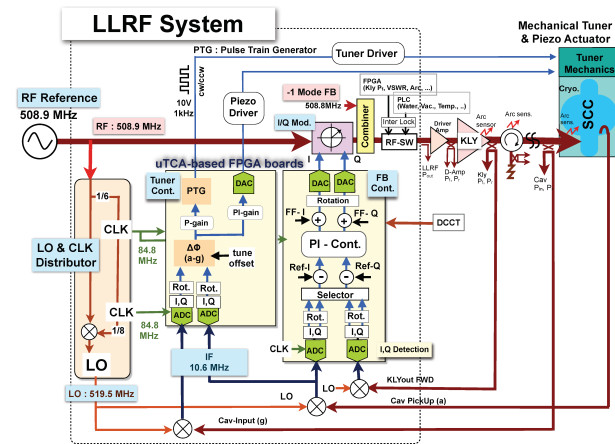 LLRF System
Mechanical Tuner
& Piezo Actuator
PTG : Pulse Train Generator
Tuner Driver
Tuner
Mechanics
10V
1kHz
cw/ccw
Piezo
Driver
-1 Mode FB
508.8MHz
Combiner
FPGA
(Kly Pf, VSWR, Arc, ...)
PLC
(Water, Vac., Temp., ..)
Inter Lock
RF-SW
Driver
Amp
KLY
Arc
sensor
Arc sens.
Cryo.
Arc
sens.
SCC
RF Reference
508.9 MHz
RF : 508.9 MHz
I/Q Mod.
I
Q
LLRF
Pout
D-Amp
Pf, Pr
Kly
Pf, Pr
Cav
Pin, Pr
uTCA-based FPGA boards
Tuner
Cont.
PTG
DAC
P-gain
PI-gain
ΔΦ
(a-g)
tune
offset
Rot.
Rot.
I,Q
I,Q
ADC
ADC
DAC
DAC
FB
Cont.
Rotation
FF- I
+
+
FF- Q
PI - Cont.
DCCT
Ref-I
-
-
Ref-Q
Selector
Rot.
Rot.
I,Q
I,Q
CLK
ADC
ADC
I,Q Detection
1/6
LO & CLK
Distributor
CLK
84.8
MHz
CLK
84.8
MHz
1/8
LO
IF
10.6 MHz
LO
KLYout FWD
LO : 519.5 MHz
LO
Cav PickUp (a)
Cav-Input (g)